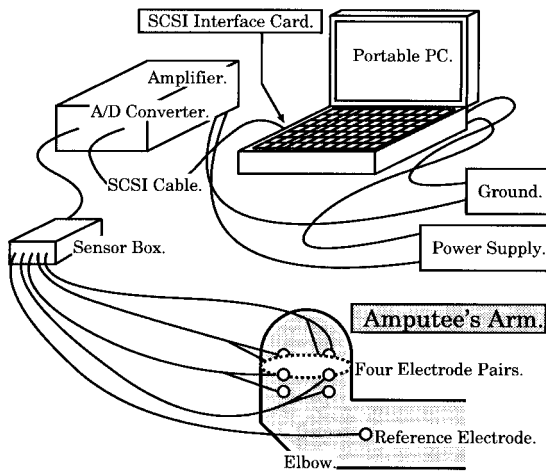 SCSI Interface Card.
Portable PC.
Amplifier.
A/D Converter.
SCSI Cable.
Ground.
Sensor Box.
Power Supply.
Amputee's Arm.
Four Electrode Pairs.
Reference Electrode.
Elbow.